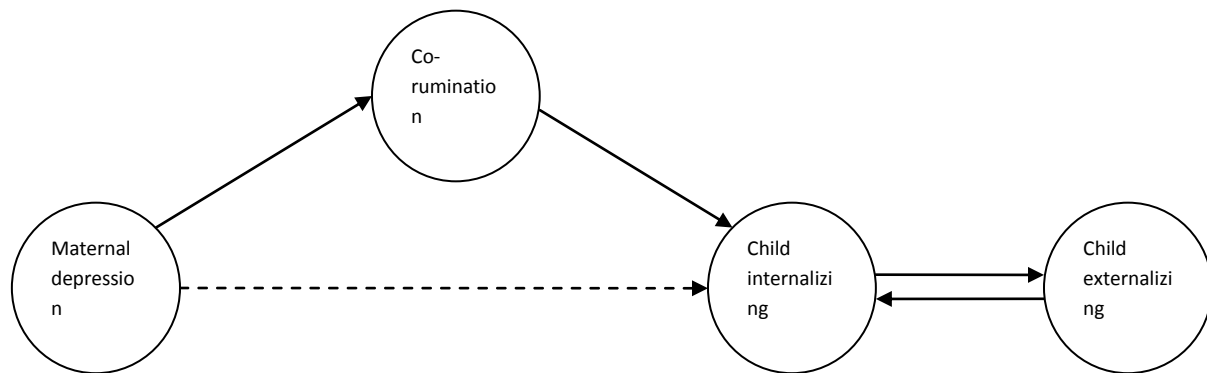 Co-
ruminatio
n
Maternal
depressio
n
Child
internalizi
ng
Child
externalizi
ng